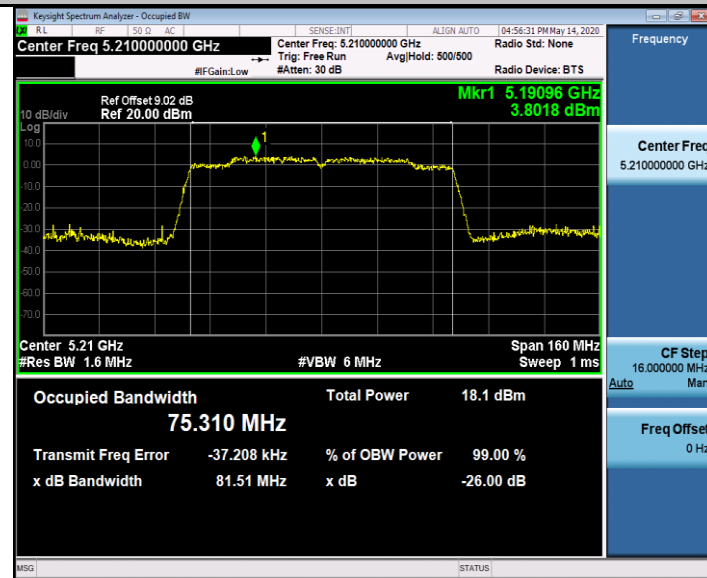 Keysight Spectrum Analyzer - Occupied BW
RL RF 50 Ω AC SENSE:INT ALIGN AUTO 04:56:31 PM May 14, 2020
Center Freq 5.210000000 GHz
Center Freq: 5.210000000 GHz Radio Std: None
Trig: Free Run Avg|Hold: 500/500
#IFGain:Low #Atten: 30 dB Radio Device: BTS
Mkr1 5.19096 GHz
3.8018 dBm
Ref Offset 9.02 dB
10 dB/div Ref 20.00 dBm
Log
1
10.0
0.00
-10.0
-20.0
-30.0
-40.0
-50.0
-60.0
-70.0
Center 5.21 GHz Span 160 MHz
#Res BW 1.6 MHz #VBW 6 MHz Sweep 1 ms
Occupied Bandwidth Total Power 18.1 dBm
75.310 MHz
Transmit Freq Error -37.208 kHz % of OBW Power 99.00 %
x dB Bandwidth 81.51 MHz x dB -26.00 dB
MSG STATUS
Frequency
Center Freq
5.210000000 GHz
CF Step
16.000000 MHz
Auto Man
Freq Offset
0 Hz